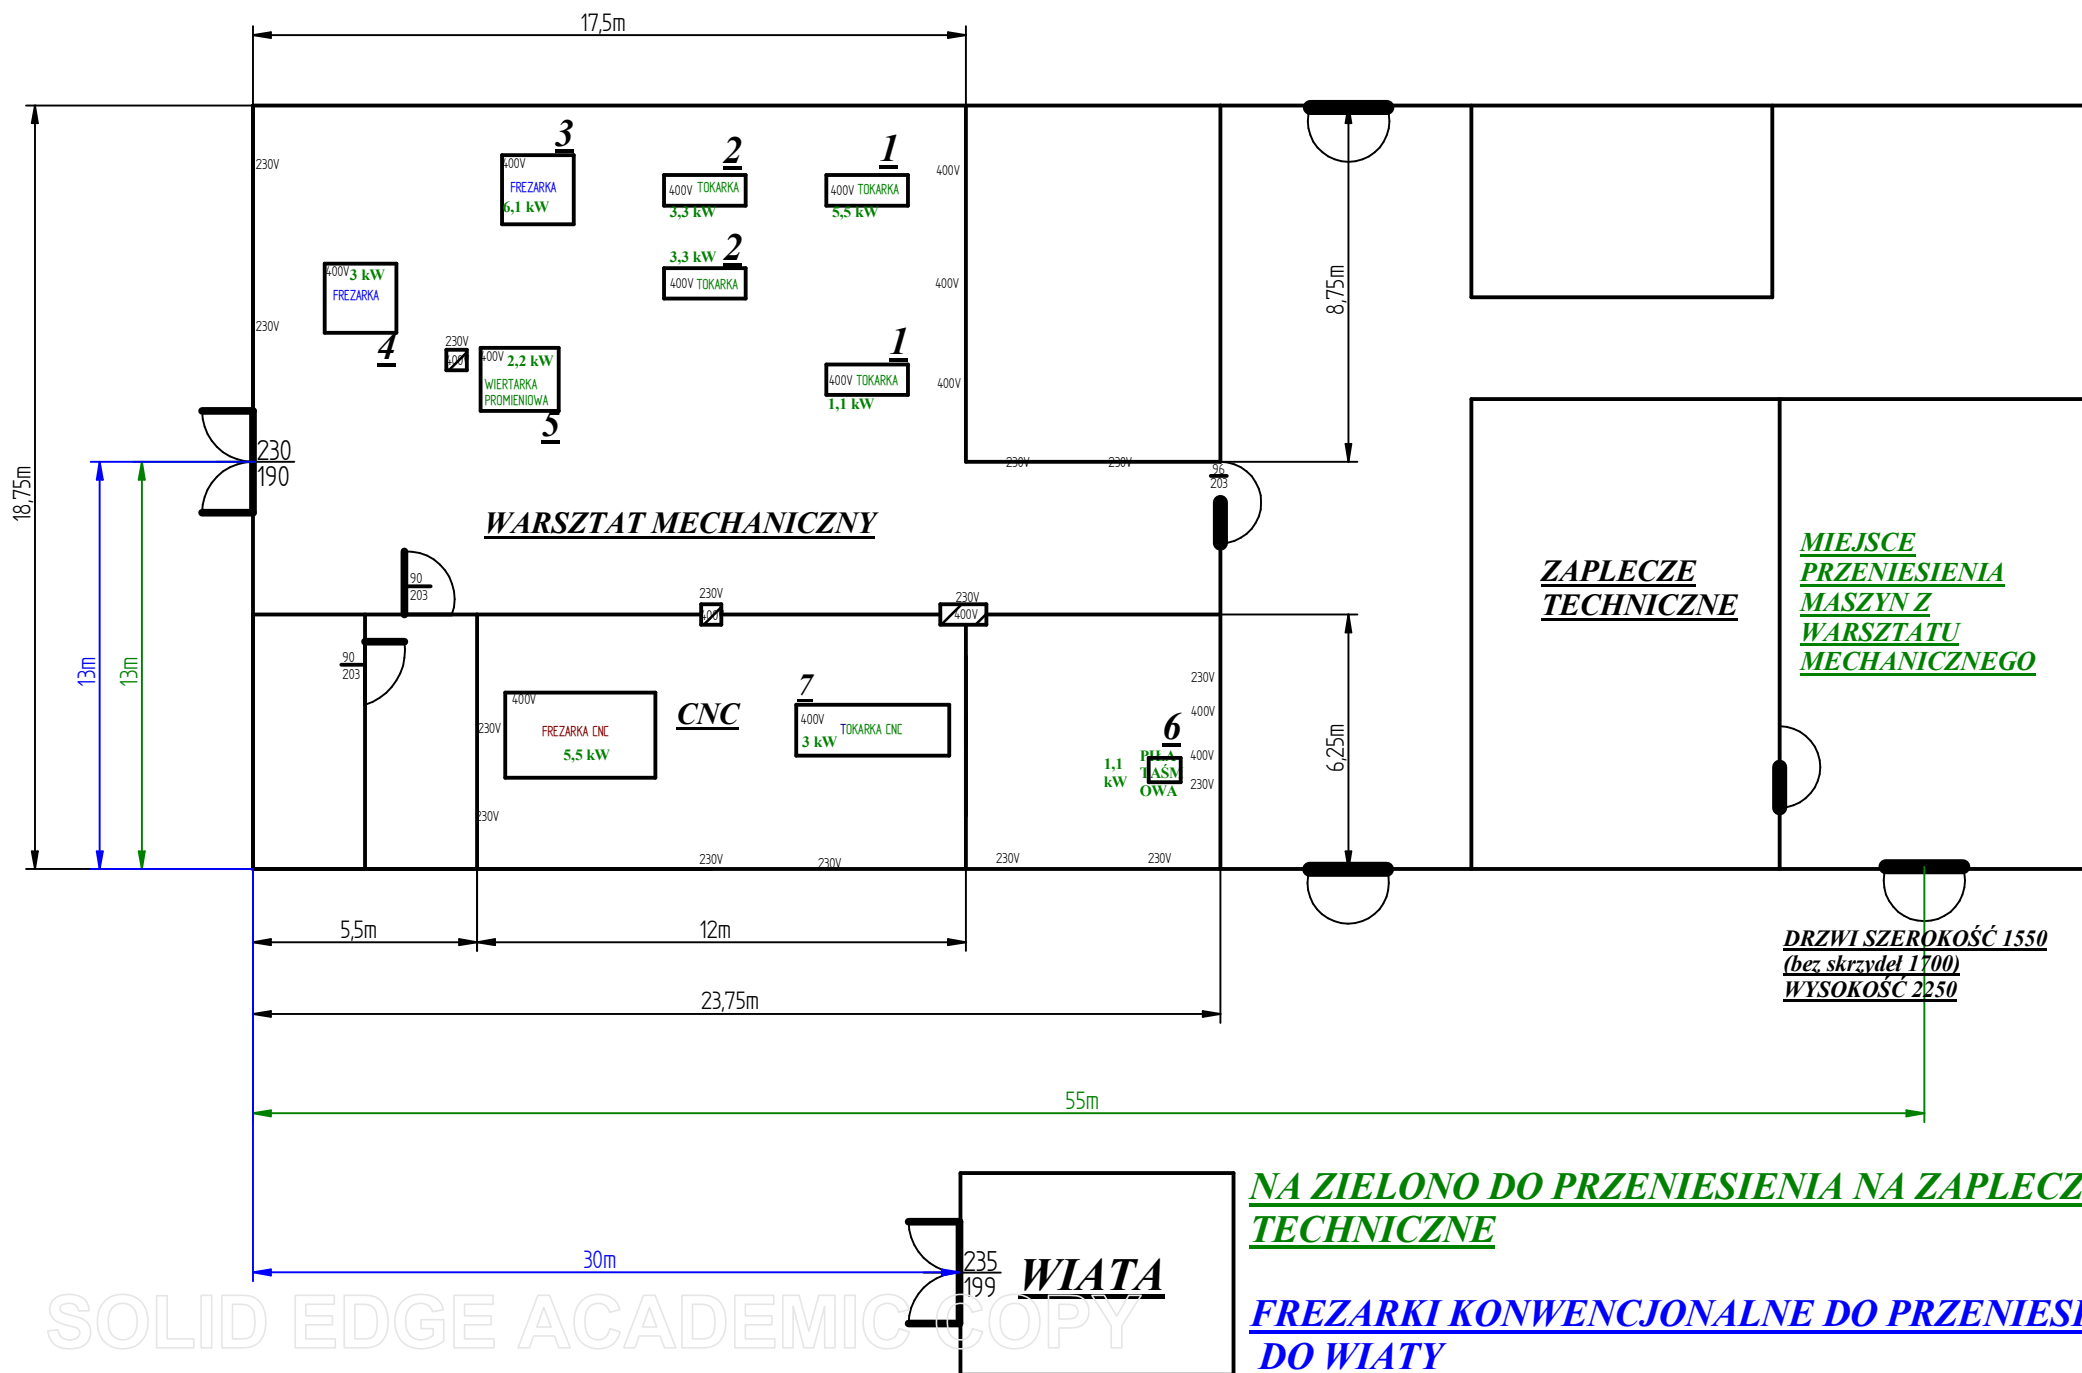 17,5m
3
2
1
230V
400V
FREZARKA
6,1 kW
400V TOKARKA
3,3 kW
400V TOKARKA
5,5 kW
400V
18,75m
400V 3 kW
FREZARKA
4
230V
3,3 kW 2
400V TOKARKA
400V
8,75m
230V
400V
400V 2,2 kW
WIERTARKA
PROMIENIOWA
5
1
400V TOKARKA
1,1 kW
400V
230
190
230V
230V
96
203
WARSZTAT MECHANICZNY
ZAPLECZE
TECHNICZNE
MIEJSCE
PRZENIESIENIA
MASZYN Z
WARSZTATU
MECHANICZNEGO
90
203
230V
400V
230V
400V
13m
13m
90
203
400V
FREZARKA CNC
5,5 kW
CNC
7
400V
TOKARKA CNC
3 kW
230V
230V
230V
230V
6
1,1
kW
PIŁA
TAŚM
OWA
230V
400V
400V
230V
6,25m
230V
230V
5,5m
12m
23,75m
DRZWI SZEROKOŚĆ 1550
(bez skrzydeł 1700)
WYSOKOŚĆ 2250
55m
30m
235
199
WIATA
NA ZIELONO DO PRZENIESIENIA NA ZAPLECZ
TECHNICZNE
FREZARKI KONWENCJONALNE DO PRZENIESI
DO WIATY
SOLID EDGE ACADEMIC COPY